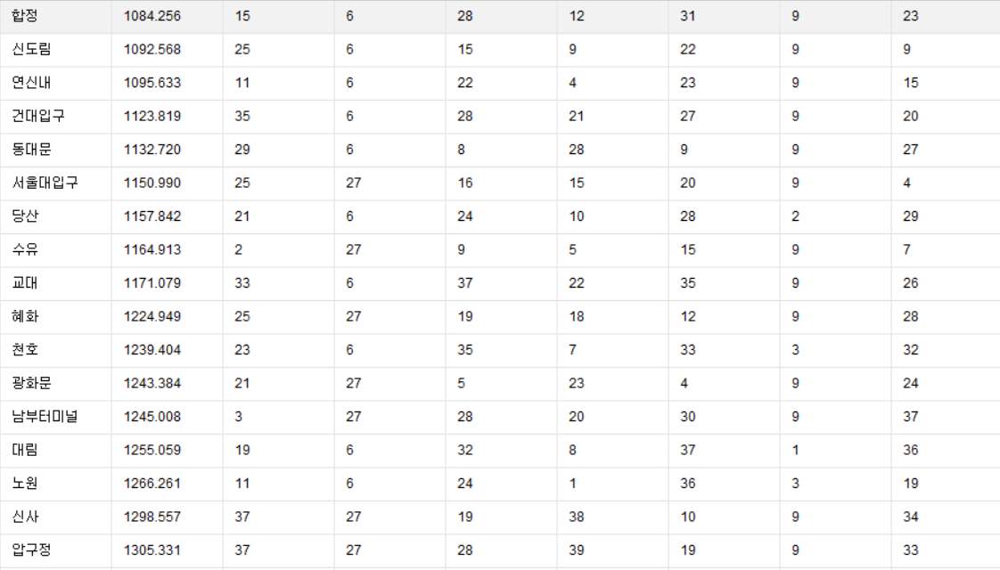 합정 1084.256 15 6 28 12 31 9 23
신도림 1092.568 25 6 15 9 22 9 9
연신내 1095.633 11 6 22 4 23 9 15
건대입구 1123.819 35 6 28 21 27 9 20
동대문 1132.720 29 6 8 28 9 9 27
서울대입구 1150.990 25 27 16 15 20 9 4
당산 1157.842 21 6 24 10 28 2 29
수유 1164.913 2 27 9 5 15 9 7
교대 1171.079 33 6 37 22 35 9 26
혜화 1224.949 25 27 19 18 12 9 28
천호 1239.404 23 6 35 7 33 3 32
광화문 1243.384 21 27 5 23 4 9 24
남부터미널 1245.008 3 27 28 20 30 9 37
대림 1255.059 19 6 32 8 37 1 36
노원 1266.261 11 6 24 1 36 3 19
신사 1298.557 37 27 19 38 10 9 34
압구정 1305.331 37 27 28 39 19 9 33